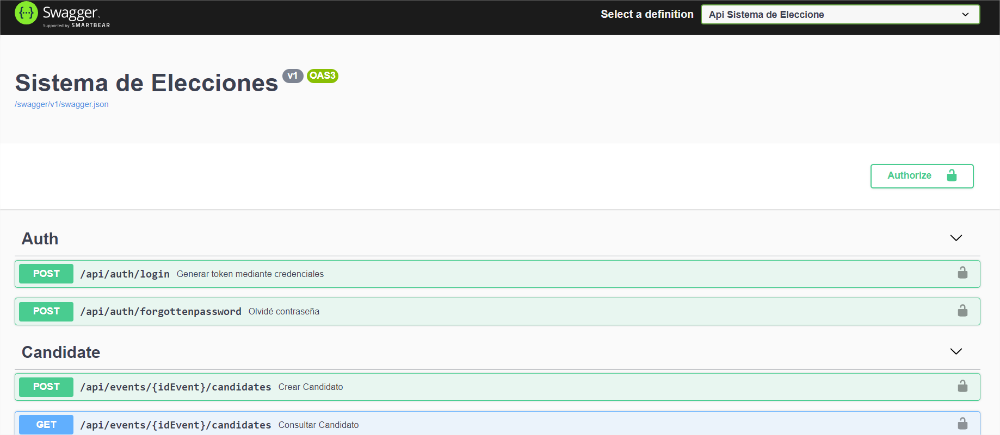 Swagger
Supported by SMARTBEAR
Select a definition
Api Sistema de Eleccione
Sistema de Elecciones v1 OAS3
/swagger/v1/swagger.json
Authorize
Auth
POST /api/auth/login Generar token mediante credenciales
POST /api/auth/forgottenpassword Olvidé contraseña
Candidate
POST /api/events/{idEvent}/candidates Crear Candidato
GET /api/events/{idEvent}/candidates Consultar Candidato